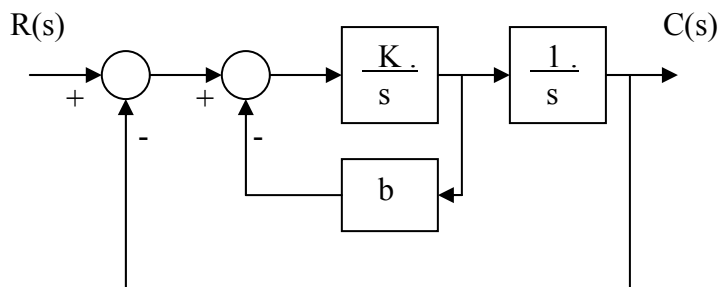 R(s) C(s)
K . 1 .
s s
+ +
- -
b